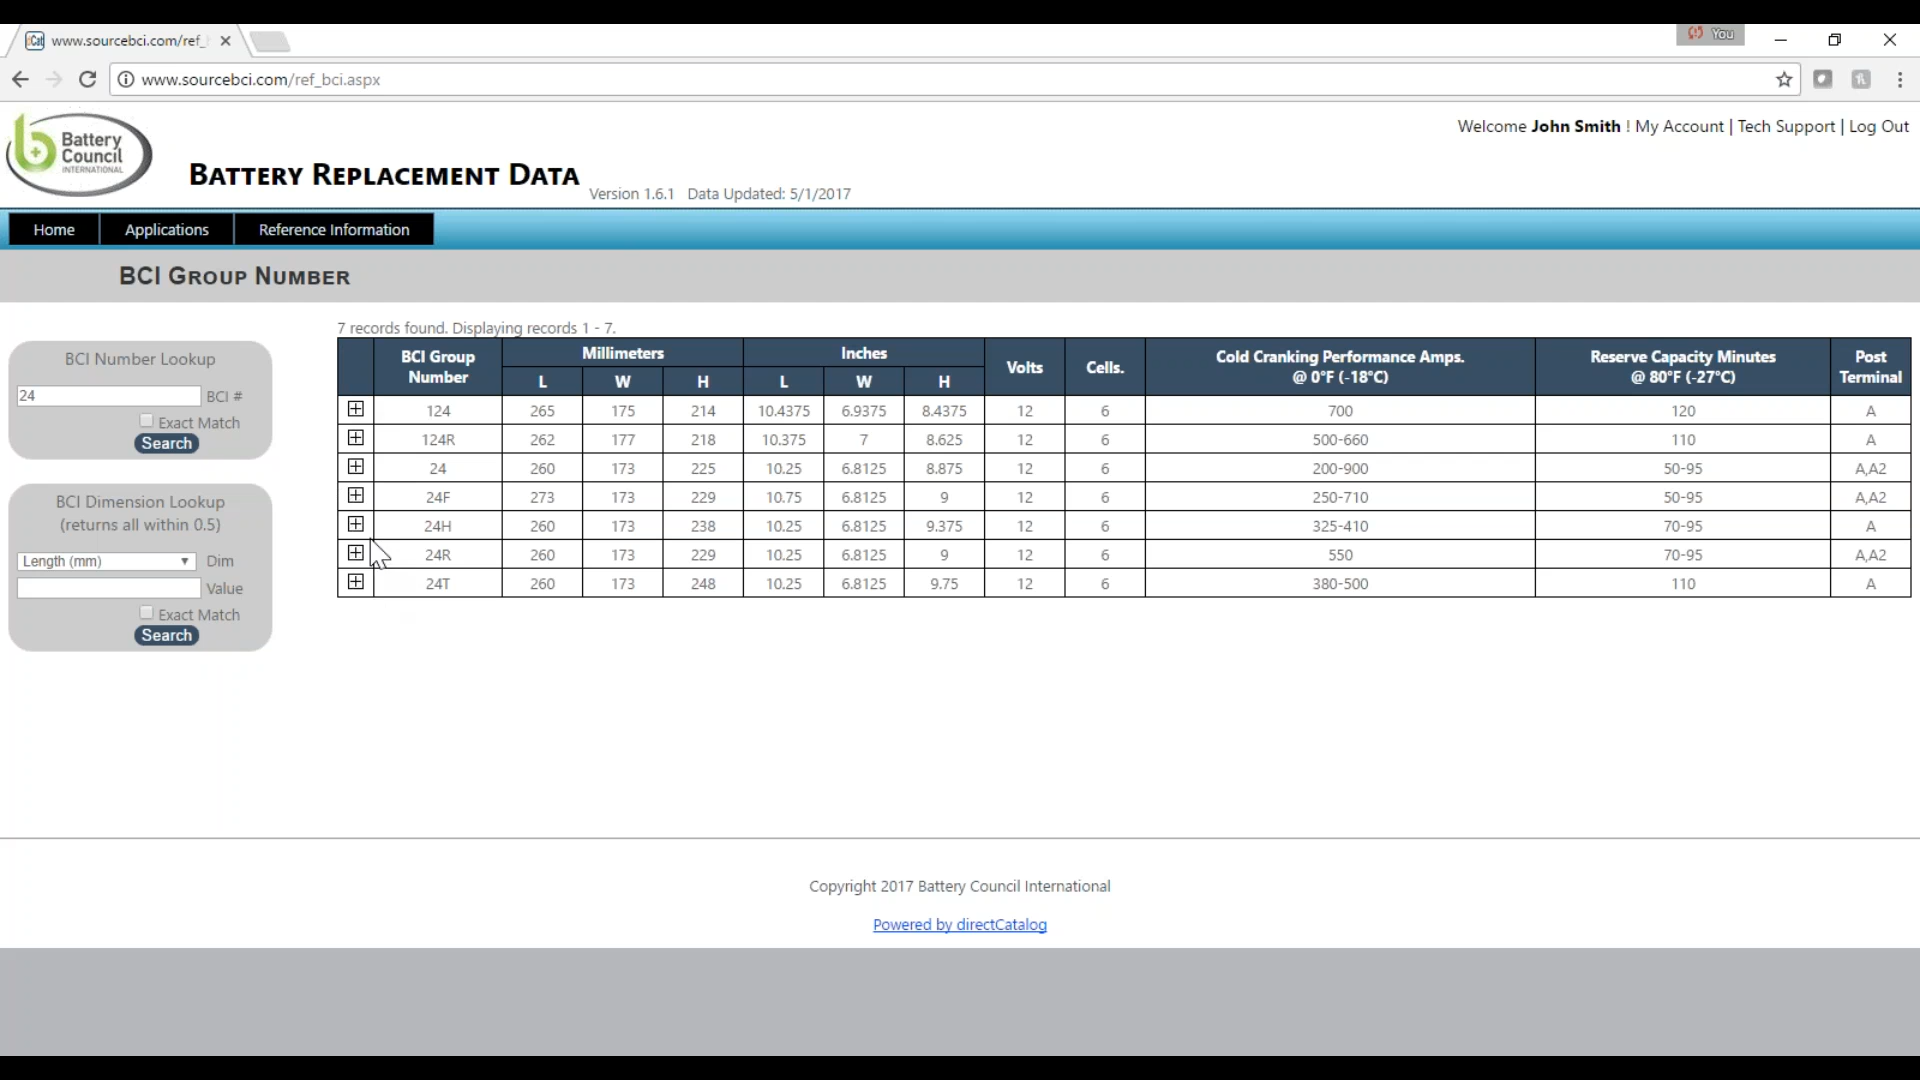 www.sourcebci.com/ref_
You
www.sourcebci.com/ref_bci.aspx
Battery
Council
INTERNATIONAL
BATTERY REPLACEMENT DATA
Version 1.6.1 Data Updated: 5/1/2017
Welcome John Smith ! My Account | Tech Support | Log Out
Home Applications Reference Information
BCI GROUP NUMBER
BCI Number Lookup
24 BCI #
Exact Match
Search
BCI Dimension Lookup
(returns all within 0.5)
Length (mm) Dim
Value
Exact Match
Search
7 records found. Displaying records 1 - 7.
BCI Group Number Millimeters Inches Volts Cells. Cold Cranking Performance Amps. @ 0°F (-18°C) Reserve Capacity Minutes @ 80°F (-27°C) Post Terminal
L W H L W H
124 265 175 214 10.4375 6.9375 8.4375 12 6 700 120 A
124R 262 177 218 10.375 7 8.625 12 6 500-660 110 A
24 260 173 225 10.25 6.8125 8.875 12 6 200-900 50-95 A,A2
24F 273 173 229 10.75 6.8125 9 12 6 250-710 50-95 A,A2
24H 260 173 238 10.25 6.8125 9.375 12 6 325-410 70-95 A
24R 260 173 229 10.25 6.8125 9 12 6 550 70-95 A,A2
24T 260 173 248 10.25 6.8125 9.75 12 6 380-500 110 A
Copyright 2017 Battery Council International
Powered by directCatalog